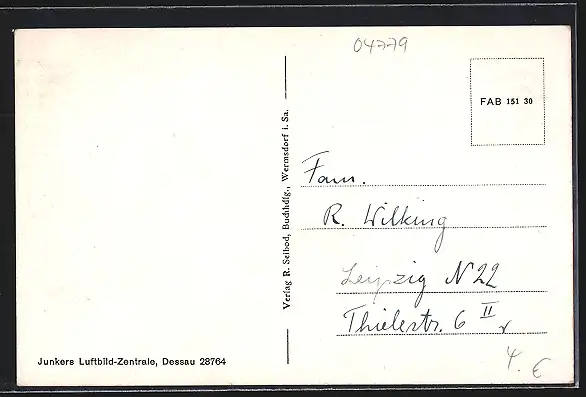 04779
FAB 151 30
Verlag R. Seibod, Buchhdlg., Wermsdorf i. Sa.
Fam.
R. Wilking
Leipzig N 22
Thielestr. 6 II r
Junkers Luftbild-Zentrale, Dessau 28764
4. €